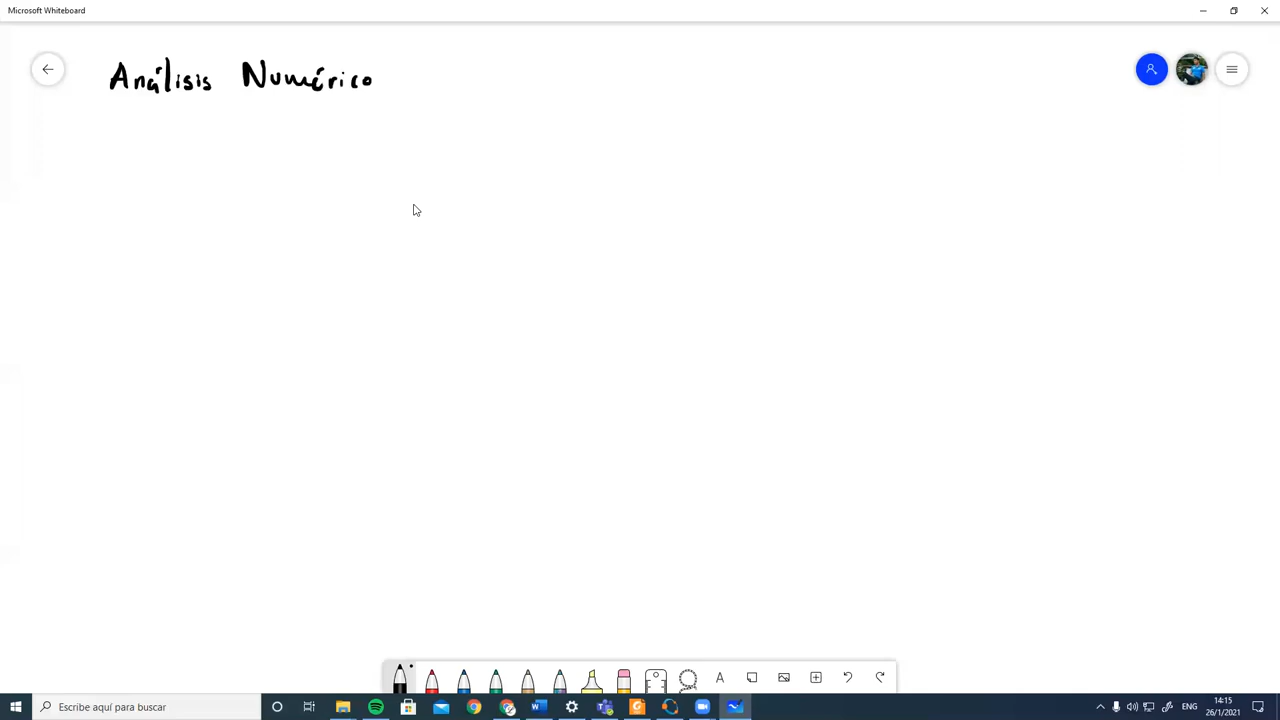 Microsoft Whiteboard
Análisis Numérico
A
W
Escribe aquí para buscar
ENG
14:15
26/1/2021